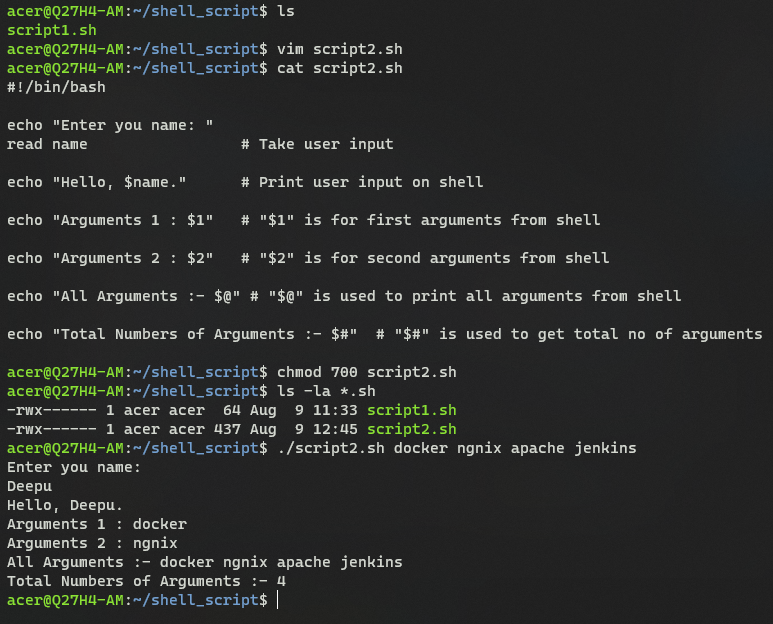 acer@Q27H4-AM:~/shell_script$ ls
script1.sh
acer@Q27H4-AM:~/shell_script$ vim script2.sh
acer@Q27H4-AM:~/shell_script$ cat script2.sh
#!/bin/bash

echo "Enter you name: "
read name                 # Take user input

echo "Hello, $name."      # Print user input on shell

echo "Arguments 1 : $1"   # "$1" is for first arguments from shell

echo "Arguments 2 : $2"   # "$2" is for second arguments from shell

echo "All Arguments :- $@" # "$@" is used to print all arguments from shell

echo "Total Numbers of Arguments :- $#"  # "$#" is used to get total no of arguments

acer@Q27H4-AM:~/shell_script$ chmod 700 script2.sh
acer@Q27H4-AM:~/shell_script$ ls -la *.sh
-rwx------ 1 acer acer  64 Aug  9 11:33 script1.sh
-rwx------ 1 acer acer 437 Aug  9 12:45 script2.sh
acer@Q27H4-AM:~/shell_script$ ./script2.sh docker ngnix apache jenkins
Enter you name:
Deepu
Hello, Deepu.
Arguments 1 : docker
Arguments 2 : ngnix
All Arguments :- docker ngnix apache jenkins
Total Numbers of Arguments :- 4
acer@Q27H4-AM:~/shell_script$